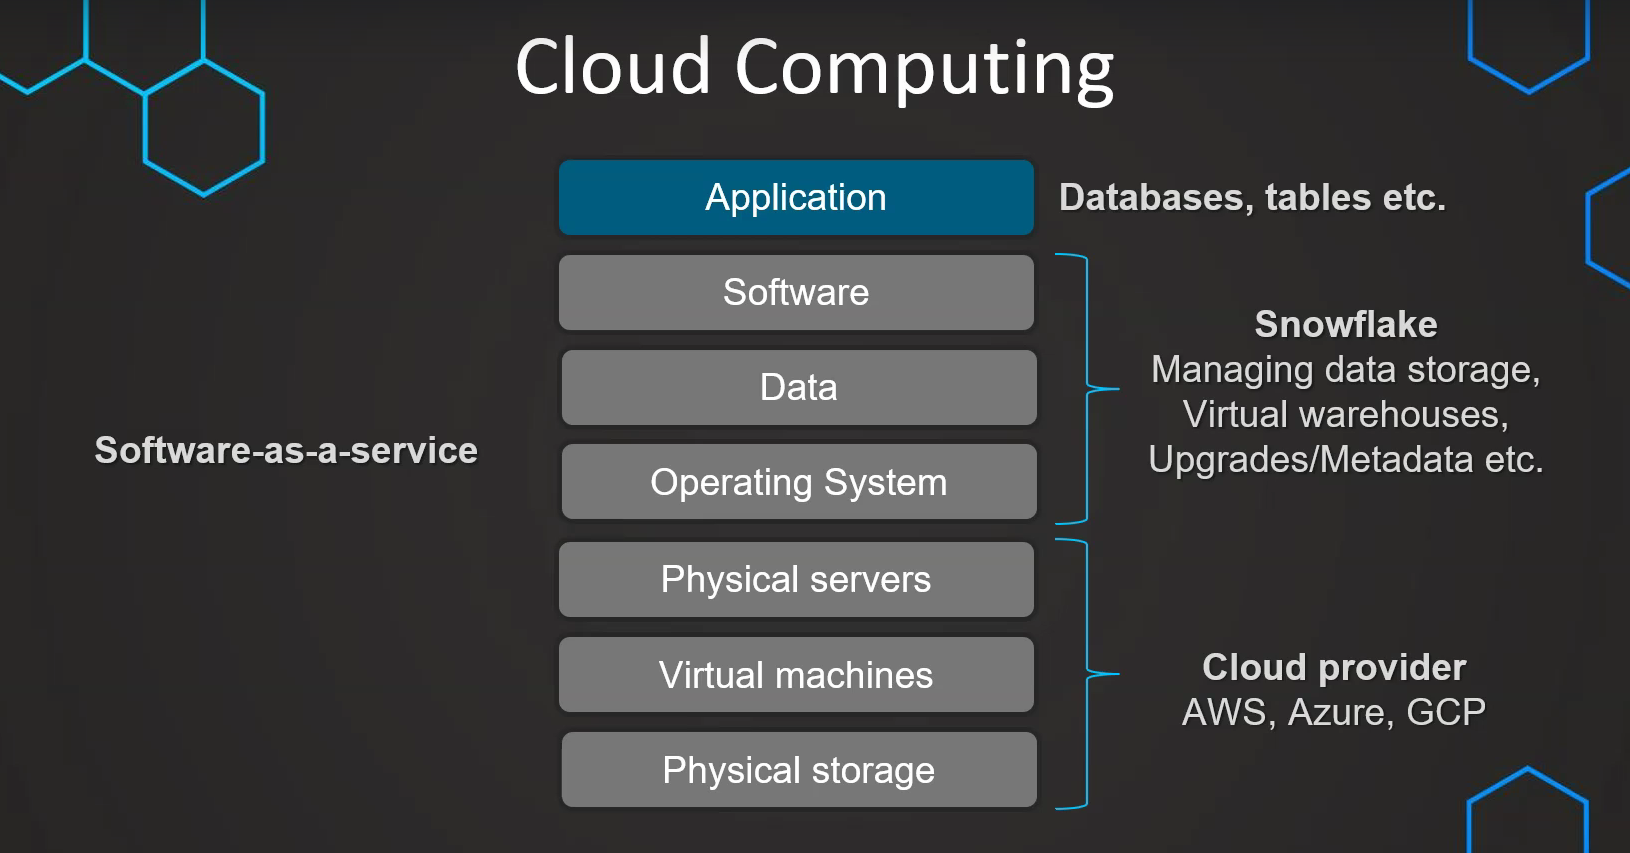 Cloud Computing
Application
Databases, tables etc.
Software
Data
Operating System
Physical servers
Virtual machines
Physical storage
Software-as-a-service
Snowflake
Managing data storage,
Virtual warehouses,
Upgrades/Metadata etc.
Cloud provider
AWS, Azure, GCP